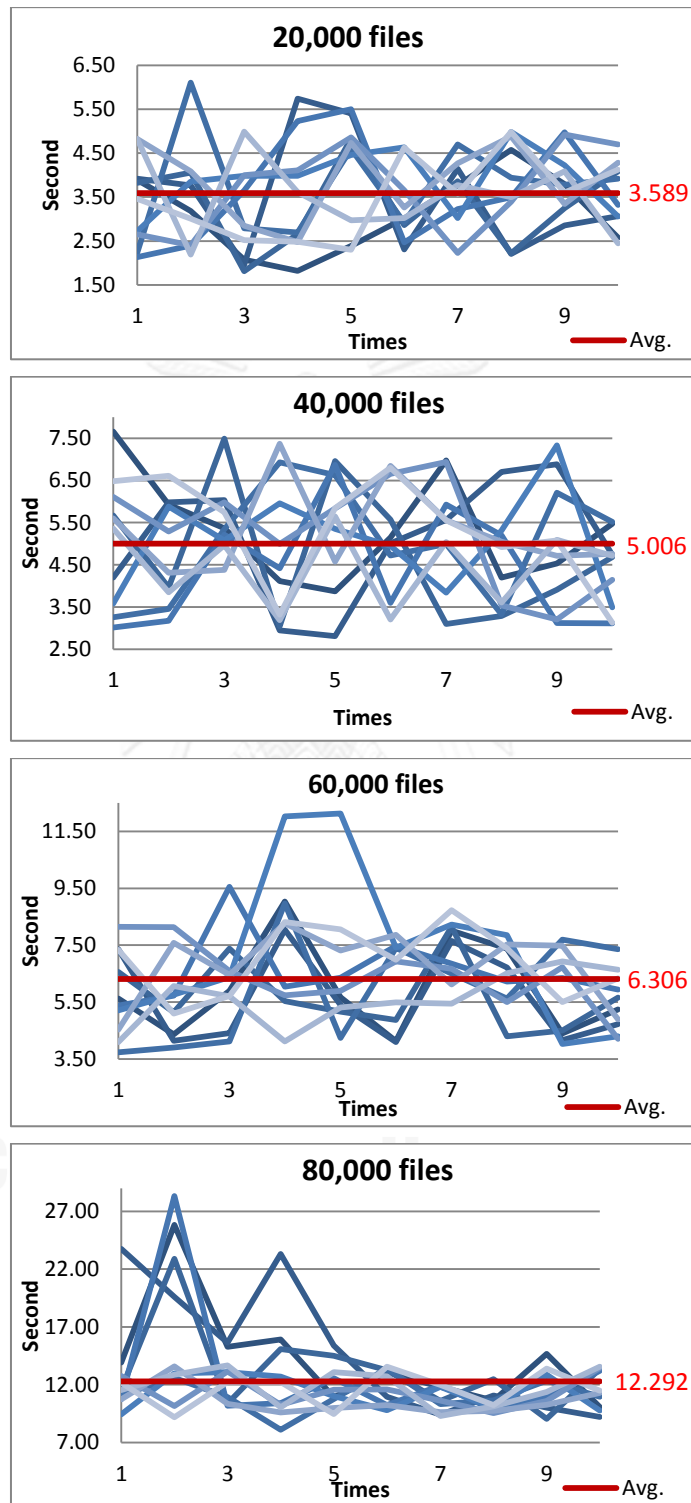 20,000 files
6.50
5.50
4.50
3.50
2.50
1.50
Second
3.589
1 3 5 7 9
Times
Avg.
40,000 files
7.50
6.50
5.50
4.50
3.50
2.50
Second
5.006
1 3 5 7 9
Times
Avg.
60,000 files
11.50
9.50
7.50
5.50
3.50
Second
6.306
1 3 5 7 9
Times
Avg.
80,000 files
27.00
22.00
17.00
12.00
7.00
Second
12.292
1 3 5 7 9
Times
Avg.